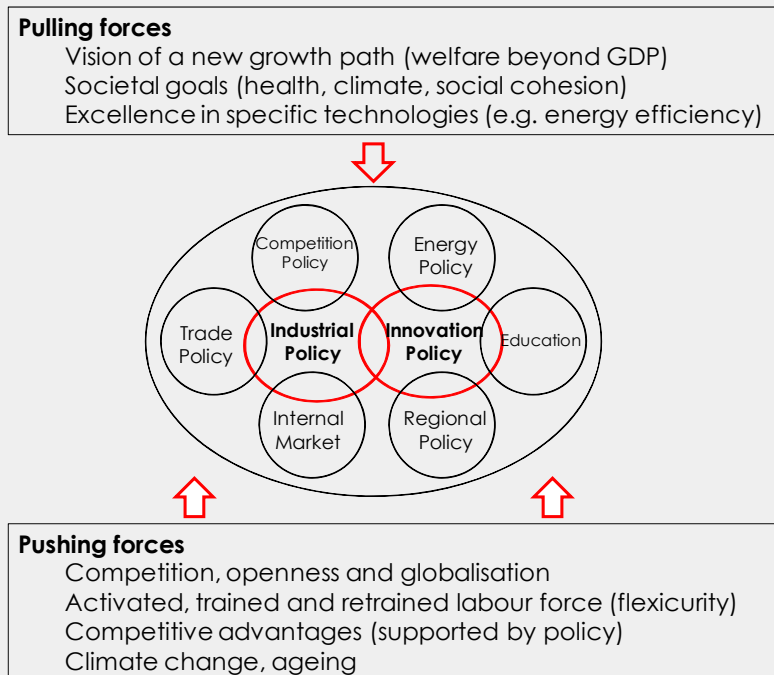 Pulling forces
Vision of a new growth path (welfare beyond GDP)
Societal goals (health, climate, social cohesion)
Excellence in specific technologies (e.g. energy efficiency)
Competition
Policy
Energy
Policy
Trade
Policy
Industrial
Policy
Innovation
Policy
Education
Internal
Market
Regional
Policy
Pushing forces
Competition, openness and globalisation
Activated, trained and retrained labour force (flexicurity)
Competitive advantages (supported by policy)
Climate change, ageing